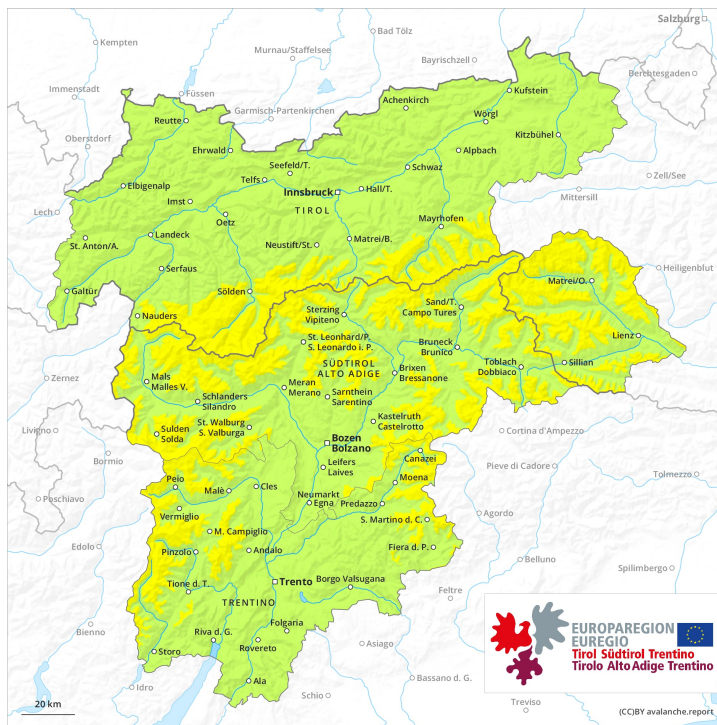 Salzburg
Kempten
Bad Tölz
Murnau/Staffelsee
Bayrischzell
Berchtesgaden
Immenstadt
Füssen
Garmisch-Partenkirchen
Achenkirch
Kufstein
Reutte
Wörgl
Oberstdorf
Ehrwald
Kitzbühel
Alpbach
Seefeld/T.
Schwaz
Zell/See
Telfs
Elbigenalp
Innsbruck
Hall/T.
Mittersill
Imst
TIROL
Lech
Oetz
Mayrhofen
St. Anton/A.
Landeck
Neustift/St.
Matrei/B.
Heiligenblut
Serfaus
Matrei/O.
Galtür
Sölden
Nauders
Sand/T.
Campo Tures
Sterzing
Vipiteno
Lienz
St. Leonhard/P.
S. Leonardo i. P.
Bruneck
Brunico
SÜDTIROL
ALTO ADIGE
Toblach
Dobbiaco
Sillian
Brixen
Bressanone
Zernez
Mals
Malles V.
Meran
Merano
Sarnthein
Sarentino
Schlanders
Silandro
St. Walburg
S. Valburga
Kastelruth
Castelrotto
Livigno
Sulden
Solda
Cortina d'Ampezzo
Bozen
Bolzano
Bormio
Canazei
Pieve di Cadore
Leifers
Laives
Tolmezzo
Peio
Moena
Poschiavo
Malè
Cles
Neumarkt
Egna
Predazzo
Vermiglio
Agordo
S. Martino d. C.
M. Campiglio
Edolo
Pinzolo
Andalo
Fiera d. P.
Belluno
Spilimbergo
Tione d. T.
Trento
Borgo Valsugana
Feltre
TRENTINO
Bienno
Folgaria
Riva d. G.
Rovereto
Asiago
Storo
Bassano d. G.
Idro
Ala
Schio
Treviso
EUROPAREGION
EUREGIO
Tirol Südtirol Trentino
Tirolo Alto Adige Trentino
20 km
(CC)BY avalanche.report